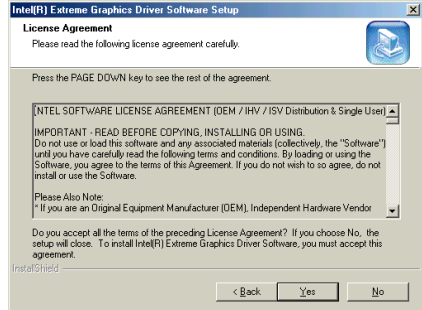 Intel(R) Extreme Graphics Driver Software Setup
License Agreement
Please read the following license agreement carefully.
Press the PAGE DOWN key to see the rest of the agreement.
INTEL SOFTWARE LICENSE AGREEMENT (OEM / IHV / ISV Distribution & Single User)
IMPORTANT - READ BEFORE COPYING, INSTALLING OR USING.
Do not use or load this software and any associated materials (collectively, the "Software")
until you have carefully read the following terms and conditions. By loading or using the
Software, you agree to the terms of this Agreement. If you do not wish to so agree, do not
install or use the Software.
Please Also Note:
* If you are an Original Equipment Manufacturer (OEM), Independent Hardware Vendor
Do you accept all the terms of the preceding License Agreement? If you choose No, the
setup will close. To install Intel(R) Extreme Graphics Driver Software, you must accept this
agreement.
InstallShield
< Back
Yes
No